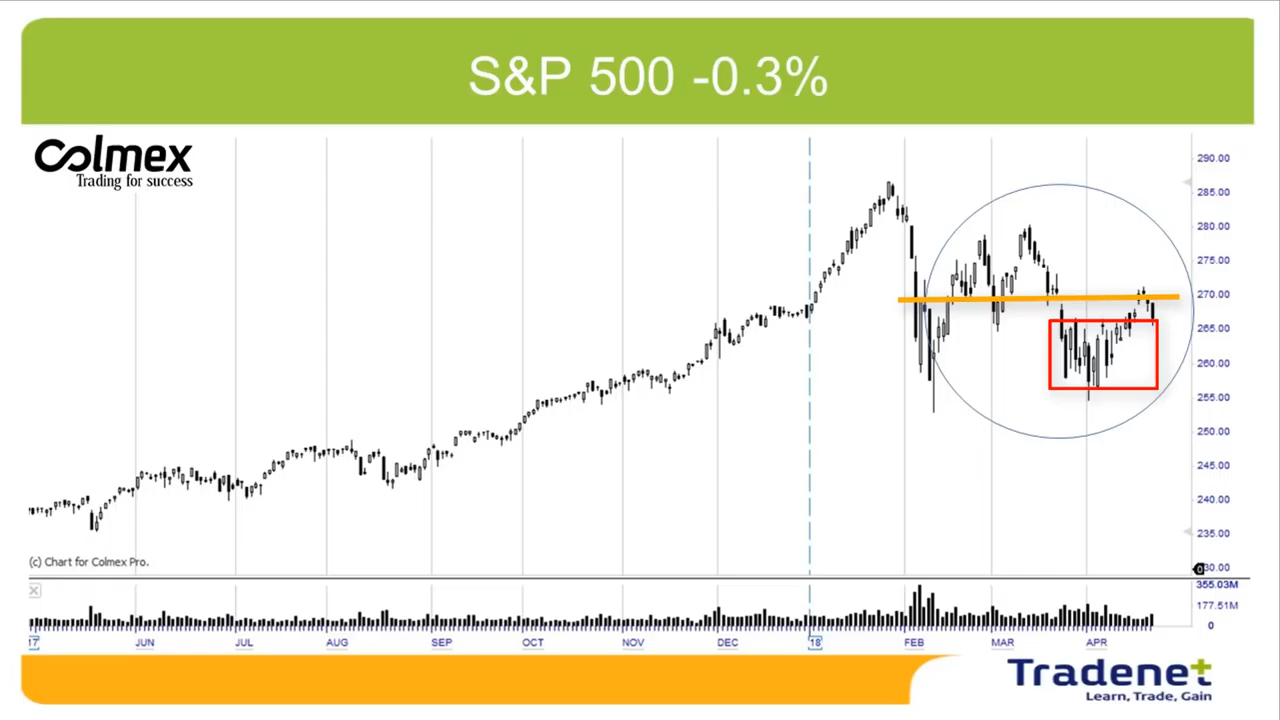 S&P 500 -0.3%
Colmex
Trading for success
290.00
285.00
280.00
275.00
270.00
265.00
260.00
255.00
250.00
245.00
240.00
235.00
30.00
0
(c) Chart for Colmex Pro.
355.03M
177.51M
0
17 JUN JUL AUG SEP OCT NOV DEC 18 FEB MAR APR
Tradenet
Learn, Trade, Gain